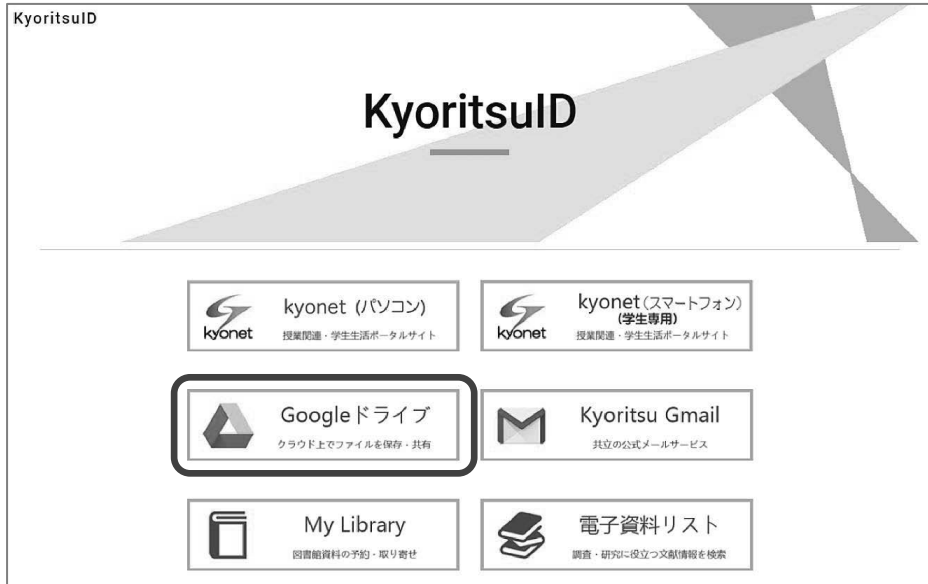 KyoritsuID
KyoritsuID
kyonet
kyonet (パソコン)
授業関連・学生生活ポータルサイト
kyonet
kyonet(スマートフォン)
(学生専用)
授業関連・学生生活ポータルサイト
Googleドライブ
クラウド上でファイルを保存・共有
Kyoritsu Gmail
共立の公式メールサービス
My Library
図書館資料の予約・取り寄せ
電子資料リスト
調査・研究に役立つ文献情報を検索